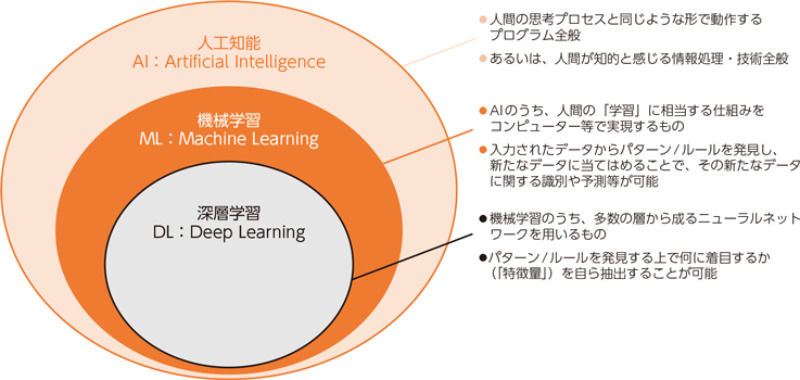 人工知能
AI：Artificial Intelligence
機械学習
ML：Machine Learning
深層学習
DL：Deep Learning
●人間の思考プロセスと同じような形で動作する
プログラム全般
●あるいは、人間が知的と感じる情報処理・技術全般
●AIのうち、人間の「学習」に相当する仕組みを
コンピューター等で実現するもの
●入力されたデータからパターン/ルールを発見し、
新たなデータに当てはめることで、その新たなデータ
に関する識別や予測等が可能
●機械学習のうち、多数の層から成るニューラルネット
ワークを用いるもの
●パターン/ルールを発見する上で何に着目するか
（「特徴量」）を自ら抽出することが可能